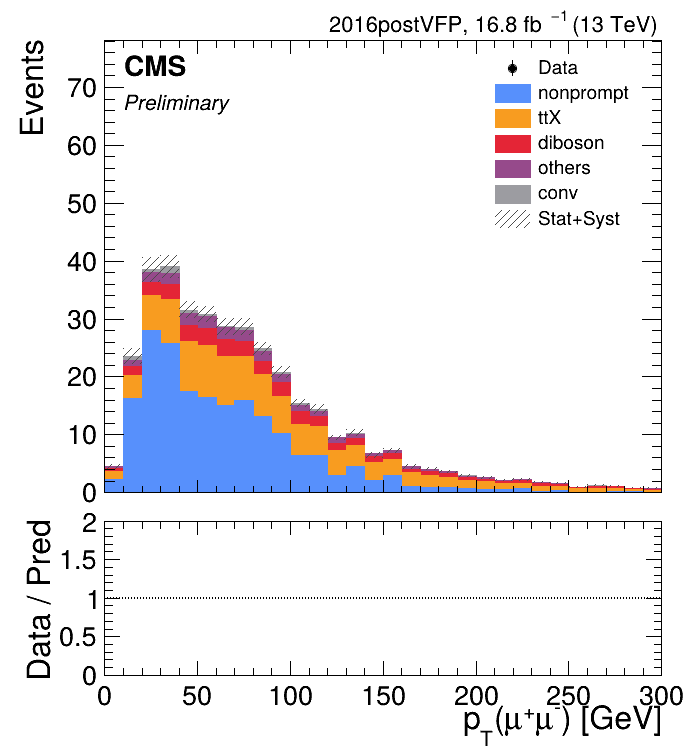 2016postVFP, 16.8 fb⁻¹ (13 TeV)
CMS
Preliminary
Events
Data
nonprompt
ttX
diboson
others
conv
Stat+Syst
70
60
50
40
30
20
10
0
Data / Pred
2
1.5
1
0.5
0
0 50 100 150 200 250 300
p_T(μ⁺μ⁻) [GeV]